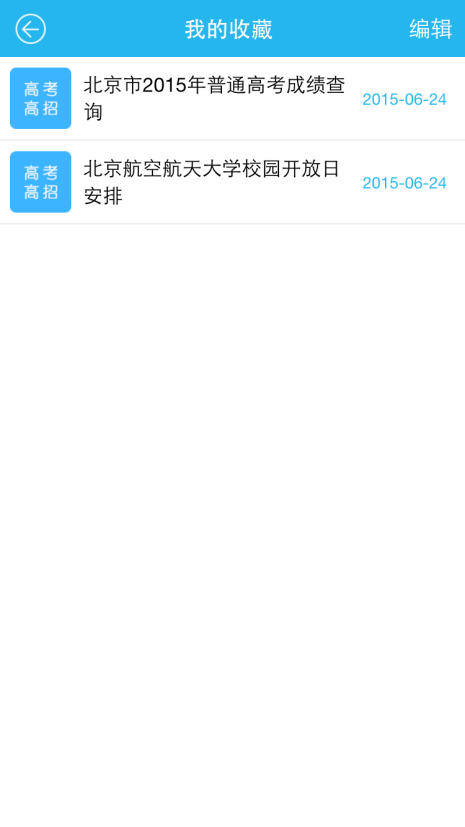 我的收藏
编辑
高考
高招
北京市2015年普通高考成绩查
询
2015-06-24
高考
高招
北京航空航天大学校园开放日
安排
2015-06-24